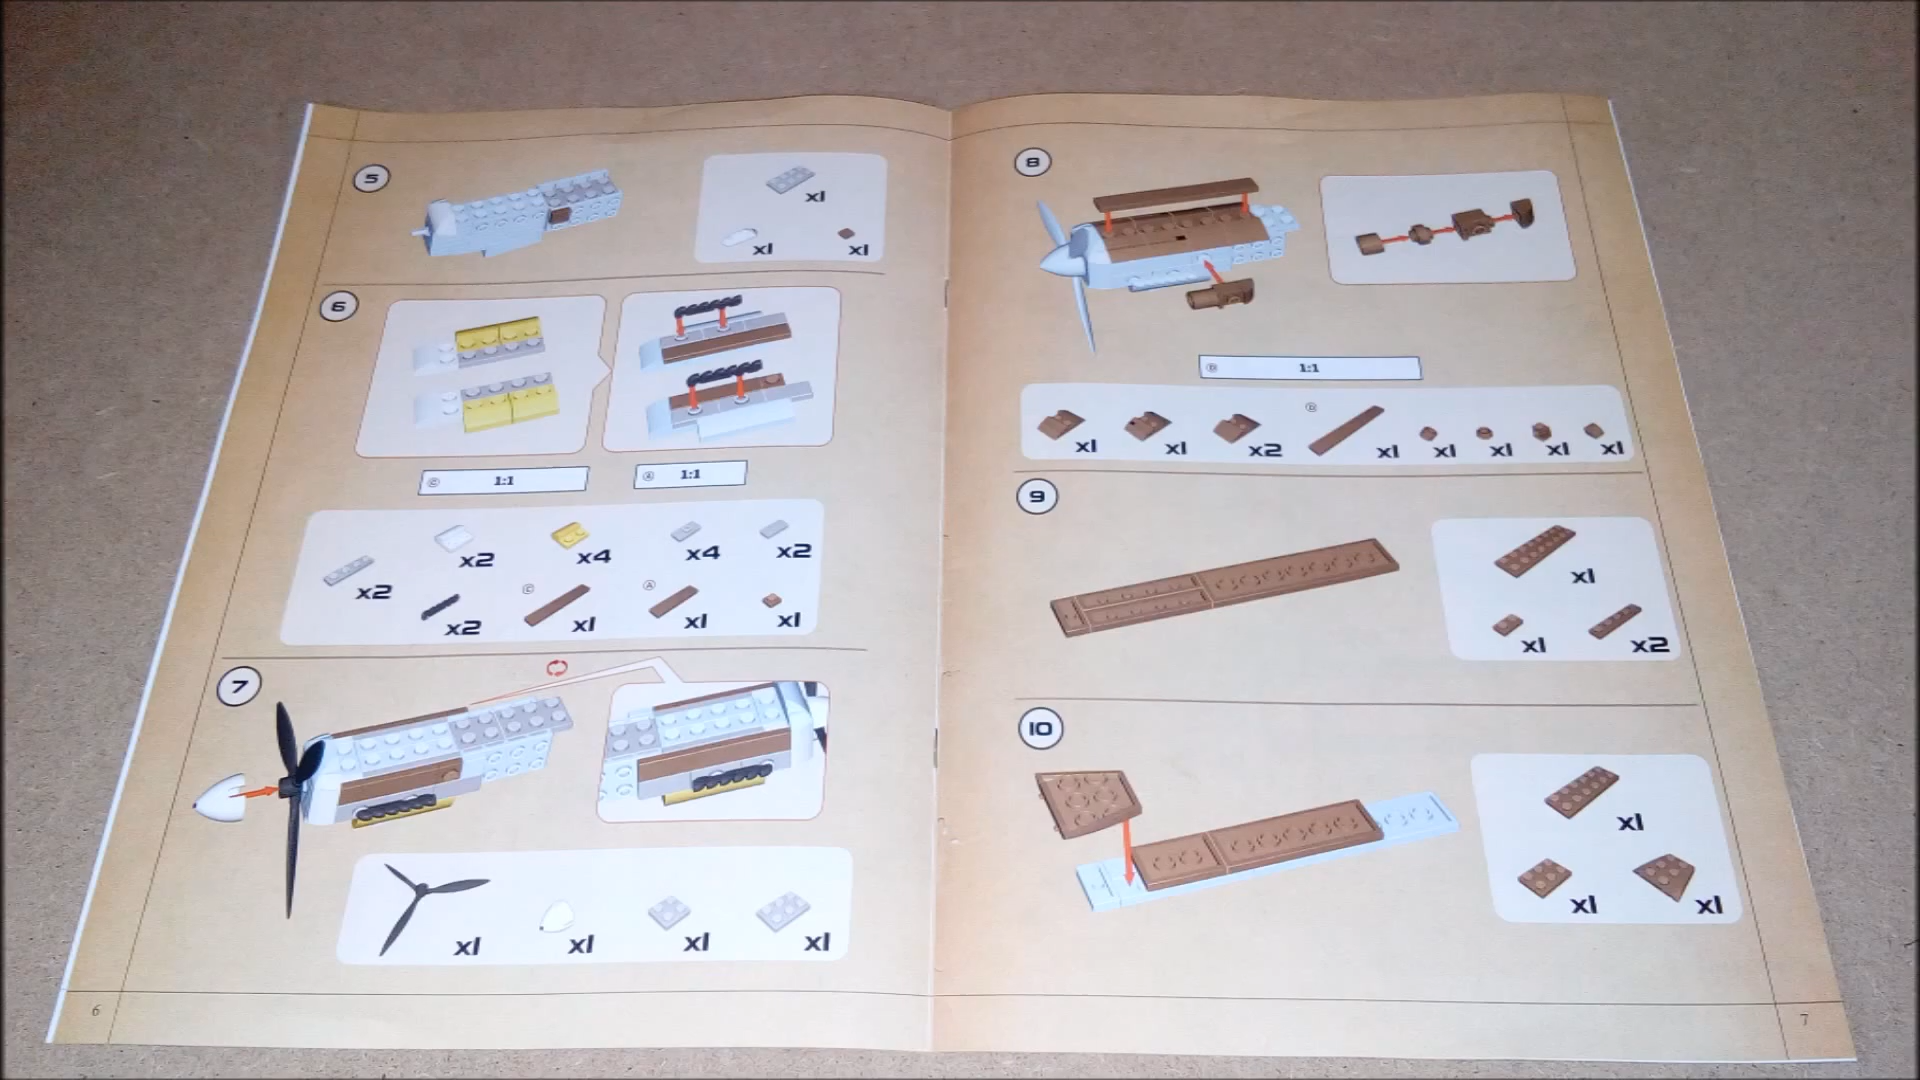 5
x1
x1 x1
6
Ⓒ 1:1
Ⓐ 1:1
x2 x4 x4 x2
x2
Ⓒ Ⓐ
x2 x1 x1 x1
7
x1 x1 x1 x1
6
8
Ⓓ 1:1
Ⓓ
x1 x1 x2 x1 x1 x1 x1 x1
9
x1
x1 x2
10
x1
x1 x1
7